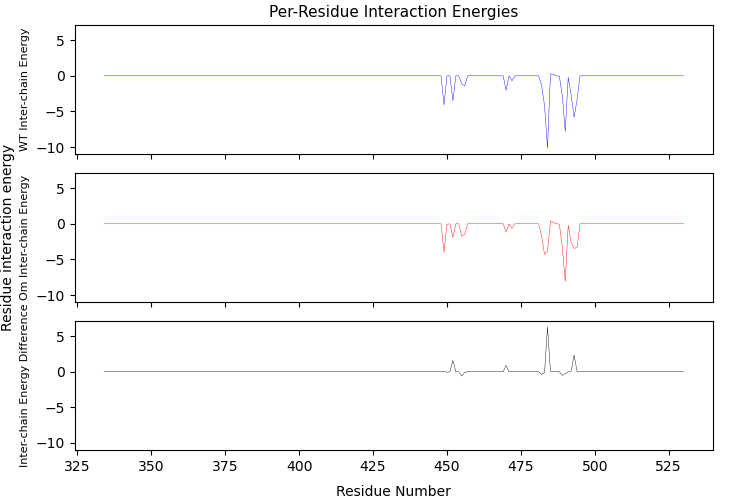 Per-Residue Interaction Energies
Residue interaction energy
WT Inter-chain Energy
5
0
−5
−10
Om Inter-chain Energy
5
0
−5
−10
Inter-chain Energy Difference
5
0
−5
−10
325 350 375 400 425 450 475 500 525
Residue Number